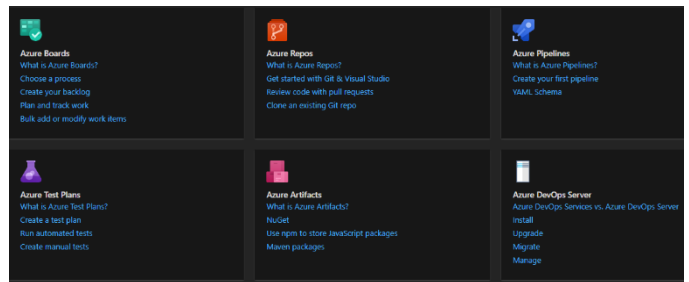 Azure Boards
What is Azure Boards?
Choose a process
Create your backlog
Plan and track work
Bulk add or modify work items
Azure Repos
What is Azure Repos?
Get started with Git & Visual Studio
Review code with pull requests
Clone an existing Git repo
Azure Pipelines
What is Azure Pipelines?
Create your first pipeline
YAML Schema
Azure Test Plans
What is Azure Test Plans?
Create a test plan
Run automated tests
Create manual tests
Azure Artifacts
What is Azure Artifacts?
NuGet
Use npm to store JavaScript packages
Maven packages
Azure DevOps Server
Azure DevOps Services vs. Azure DevOps Server
Install
Upgrade
Migrate
Manage